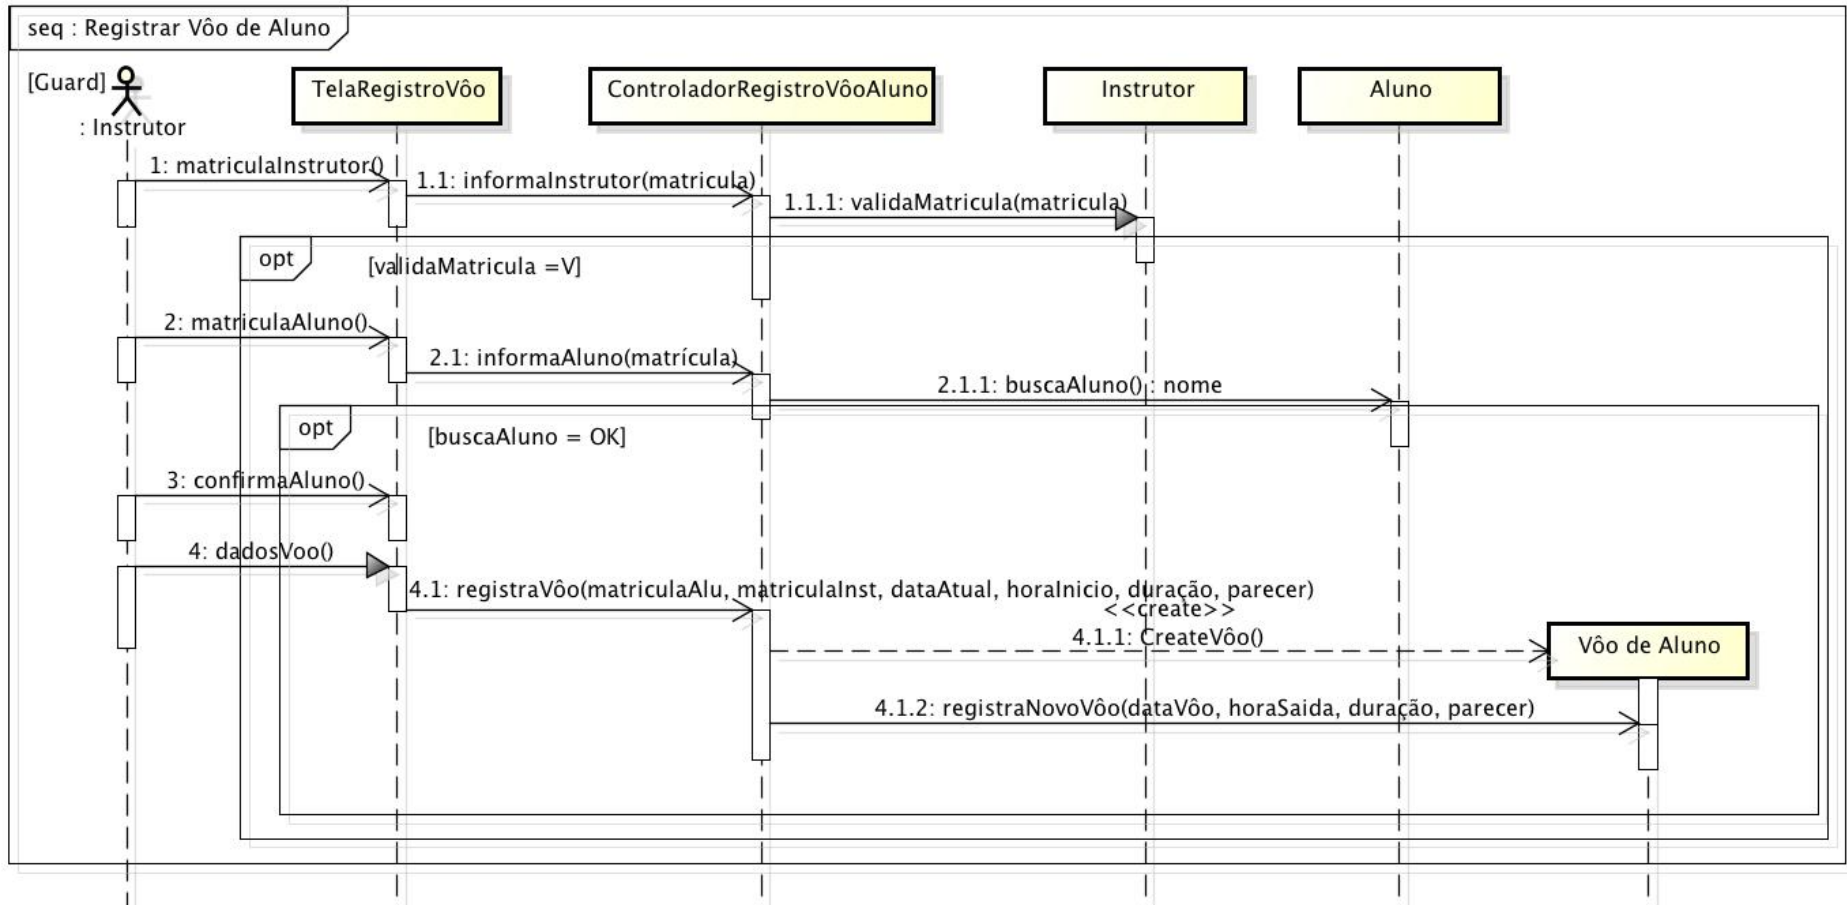 seq : Registrar Vôo de Aluno
[Guard]
: Instrutor
TelaRegistroVôo
ControladorRegistroVôoAluno
Instrutor
Aluno
1: matriculaInstrutor()
1.1: informaInstrutor(matricula)
1.1.1: validaMatricula(matricula)
opt
[validaMatricula =V]
2: matriculaAluno()
2.1: informaAluno(matrícula)
2.1.1: buscaAluno() : nome
opt
[buscaAluno = OK]
3: confirmaAluno()
4: dadosVoo()
4.1: registraVôo(matriculaAlu, matriculaInst, dataAtual, horaInicio, duração, parecer)
<<create>>
4.1.1: CreateVôo()
Vôo de Aluno
4.1.2: registraNovoVôo(dataVôo, horaSaida, duração, parecer)